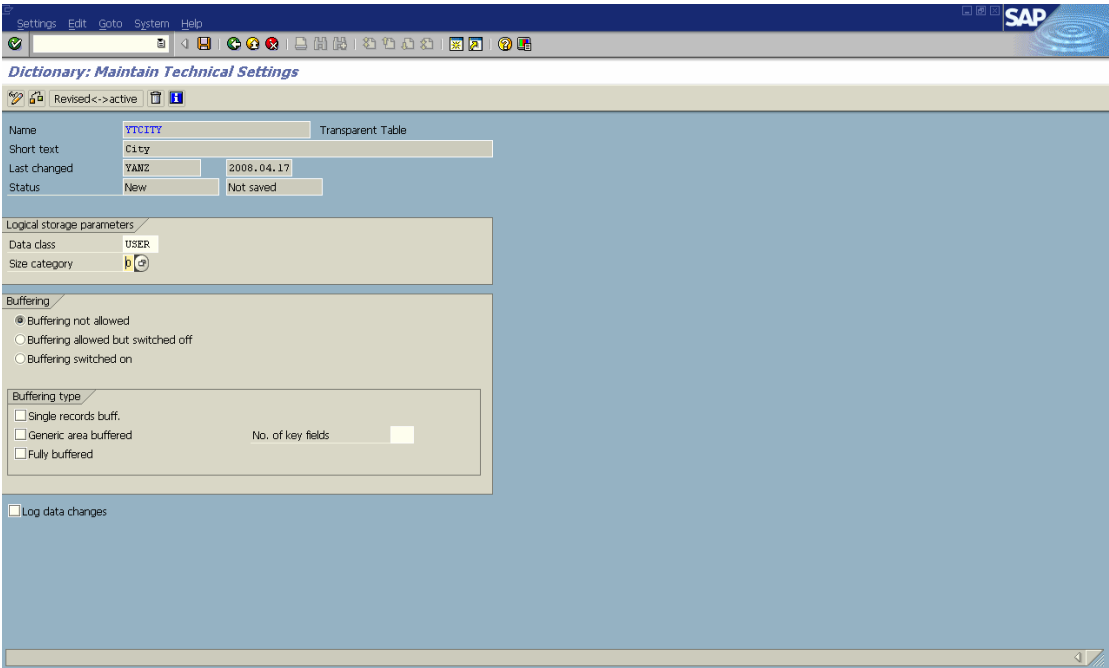 Settings Edit Goto System Help
SAP
Dictionary: Maintain Technical Settings
Revised<->active
Name YTCITY Transparent Table
Short text City
Last changed YANZ 2008.04.17
Status New Not saved
Logical storage parameters
Data class USER
Size category 0
Buffering
Buffering not allowed
Buffering allowed but switched off
Buffering switched on
Buffering type
Single records buff.
Generic area buffered No. of key fields
Fully buffered
Log data changes